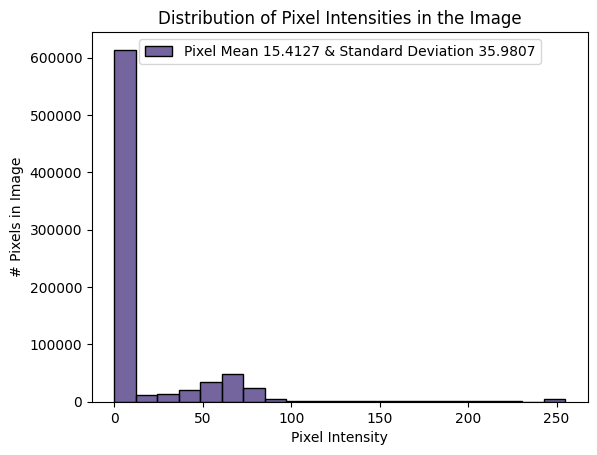 Distribution of Pixel Intensities in the Image
Pixel Mean 15.4127 & Standard Deviation 35.9807
# Pixels in Image
600000
500000
400000
300000
200000
100000
0
0 50 100 150 200 250
Pixel Intensity